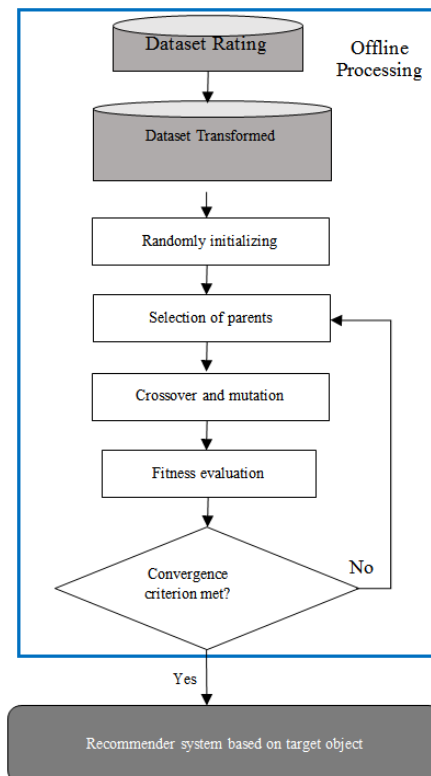 Dataset Rating
Offline
Processing
Dataset Transformed
Randomly initializing
Selection of parents
Crossover and mutation
Fitness evaluation
Convergence
criterion met?
No
Yes
Recommender system based on target object